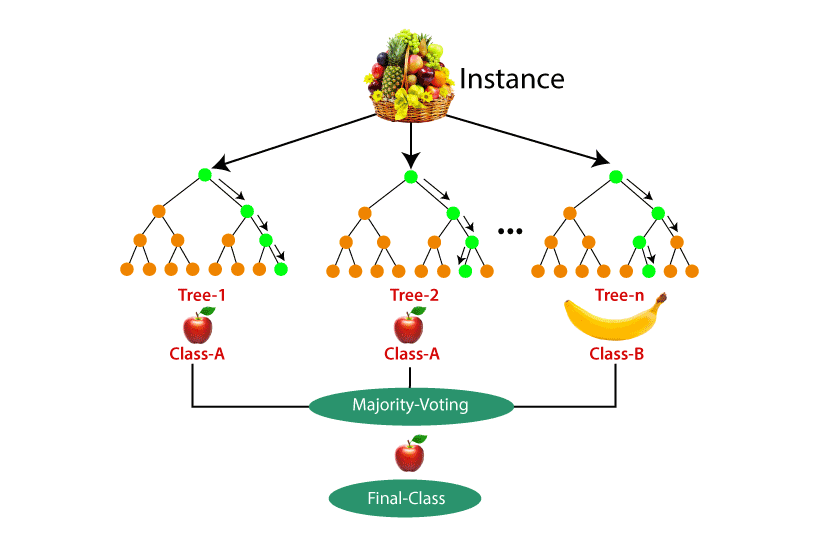 Instance
...
Tree-1
Tree-2
Tree-n
Class-A
Class-A
Class-B
Majority-Voting
Final-Class